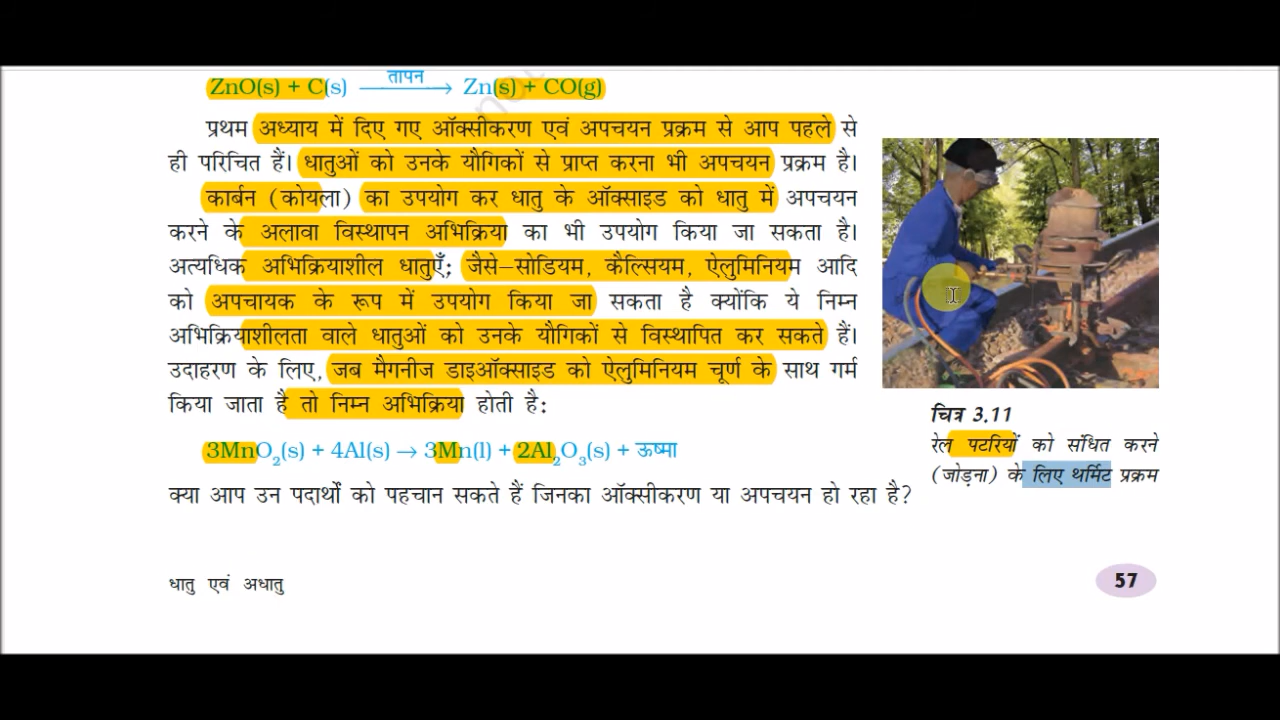 ZnO(s) + C(s) तापन → Zn(s) + CO(g)
प्रथम अध्याय में दिए गए ऑक्सीकरण एवं अपचयन प्रक्रम से आप पहले से
ही परिचित हैं। धातुओं को उनके यौगिकों से प्राप्त करना भी अपचयन प्रक्रम है।
कार्बन (कोयला) का उपयोग कर धातु के ऑक्साइड को धातु में अपचयन
करने के अलावा विस्थापन अभिक्रिया का भी उपयोग किया जा सकता है।
अत्यधिक अभिक्रियाशील धातुएँ; जैसे–सोडियम, कैल्सियम, ऐलुमिनियम आदि
को अपचायक के रूप में उपयोग किया जा सकता है क्योंकि ये निम्न
अभिक्रियाशीलता वाले धातुओं को उनके यौगिकों से विस्थापित कर सकते हैं।
उदाहरण के लिए, जब मैगनीज डाइऑक्साइड को ऐलुमिनियम चूर्ण के साथ गर्म
किया जाता है तो निम्न अभिक्रिया होती है:
3MnO₂(s) + 4Al(s) → 3Mn(l) + 2Al₂O₃(s) + ऊष्मा
क्या आप उन पदार्थों को पहचान सकते हैं जिनका ऑक्सीकरण या अपचयन हो रहा है?
चित्र 3.11
रेल पटरियों को संधित करने
(जोड़ना) के लिए थर्मिट प्रक्रम
धातु एवं अधातु
57